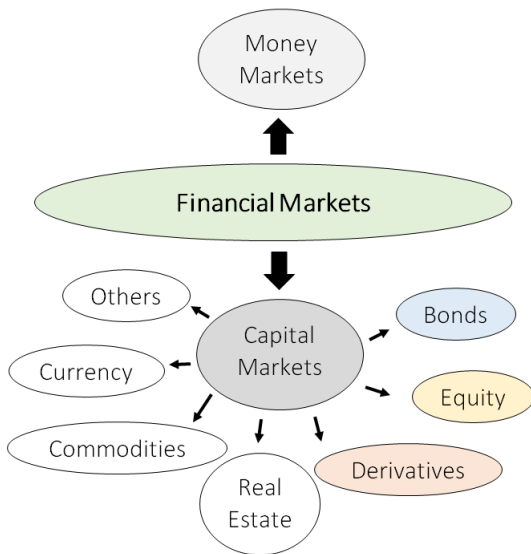 Money
Markets
Financial Markets
Others
Capital
Markets
Bonds
Currency
Equity
Commodities
Derivatives
Real
Estate